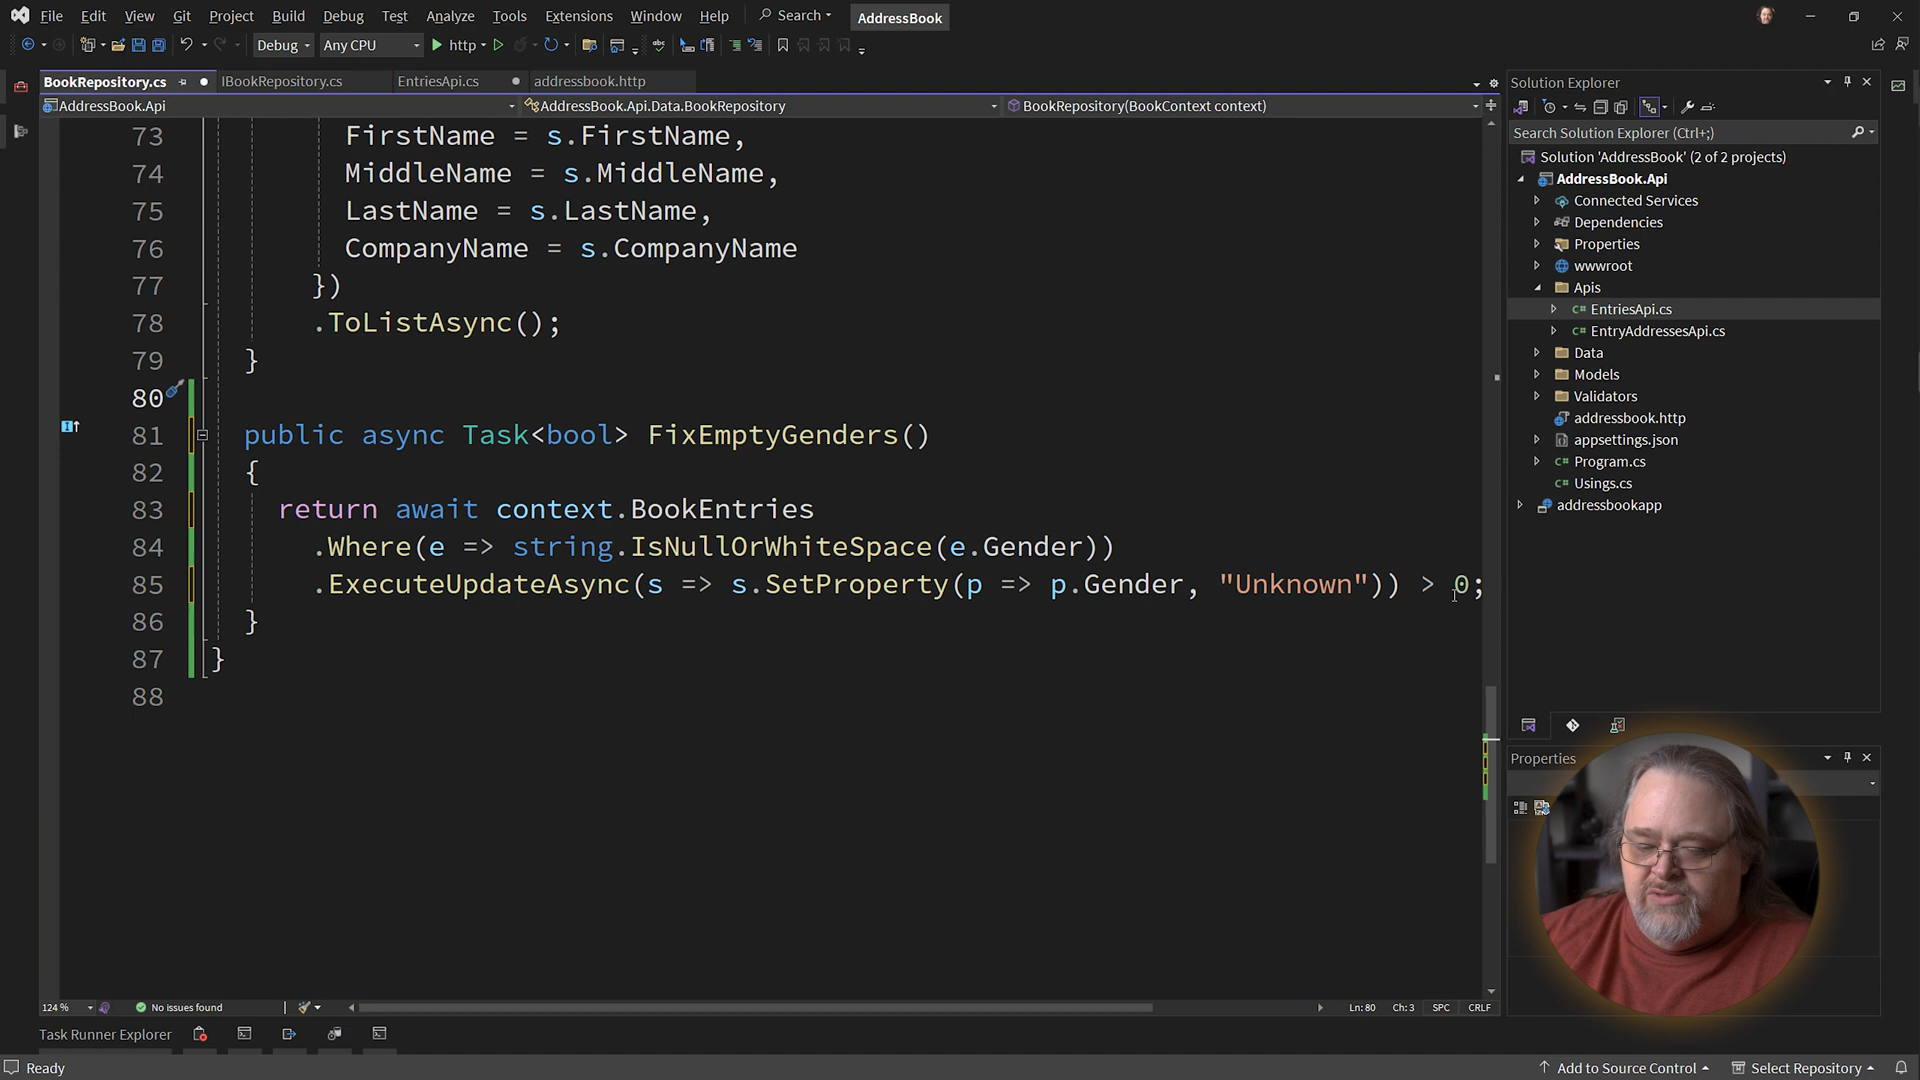 File Edit View Git Project Build Debug Test Analyze Tools Extensions Window Help Search AddressBook
Debug Any CPU http
BookRepository.cs IBookRepository.cs EntriesApi.cs addressbook.http
AddressBook.Api AddressBook.Api.Data.BookRepository BookRepository(BookContext context)
73 FirstName = s.FirstName,
74 MiddleName = s.MiddleName,
75 LastName = s.LastName,
76 CompanyName = s.CompanyName
77 })
78 .ToListAsync();
79 }
80
81 public async Task<bool> FixEmptyGenders()
82 {
83 return await context.BookEntries
84 .Where(e => string.IsNullOrWhiteSpace(e.Gender))
85 .ExecuteUpdateAsync(s => s.SetProperty(p => p.Gender, "Unknown")) > 0;
86 }
87 }
88
124 % No issues found Ln: 80 Ch: 3 SPC CRLF
Task Runner Explorer
Solution Explorer
Search Solution Explorer (Ctrl+;)
Solution 'AddressBook' (2 of 2 projects)
AddressBook.Api
Connected Services
Dependencies
Properties
wwwroot
Apis
EntriesApi.cs
EntryAddressesApi.cs
Data
Models
Validators
addressbook.http
appsettings.json
Program.cs
Usings.cs
addressbookapp
Properties
Ready Add to Source Control Select Repository